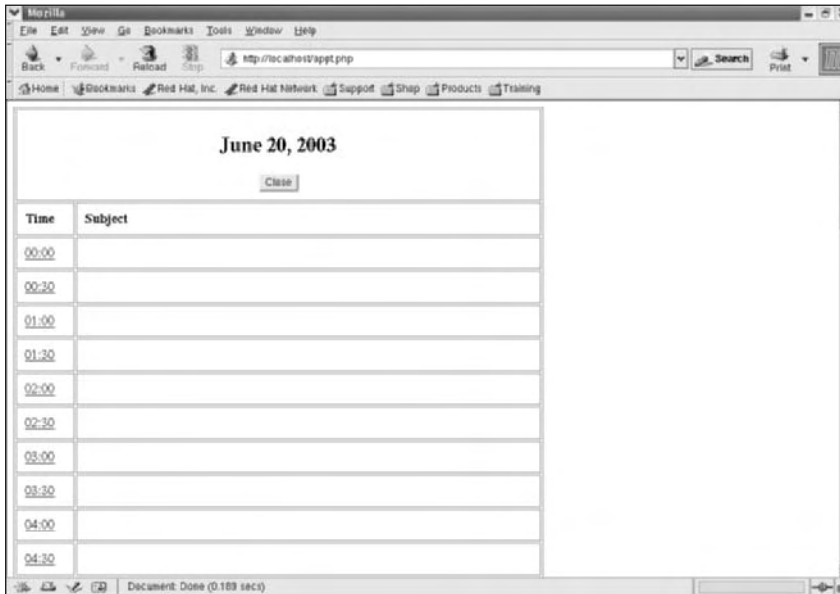 Mozilla
File Edit View Go Bookmarks Tools Window Help
Back Forward Reload Stop http://localhost/appt.php Search Print
Home Bookmarks Red Hat, Inc. Red Hat Network Support Shop Products Training
June 20, 2003
Close
Time Subject
00:00
00:30
01:00
01:30
02:00
02:30
03:00
03:30
04:00
04:30
Document: Done (0.189 secs)